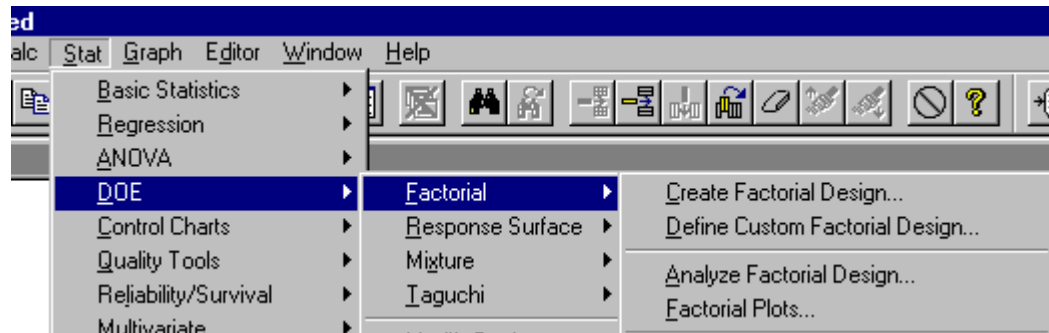 ed
alc Stat Graph Editor Window Help
Basic Statistics
Regression
ANOVA
DOE
Control Charts
Quality Tools
Reliability/Survival
Multivariate
Factorial
Response Surface
Mixture
Taguchi
Create Factorial Design...
Define Custom Factorial Design...
Analyze Factorial Design...
Factorial Plots...